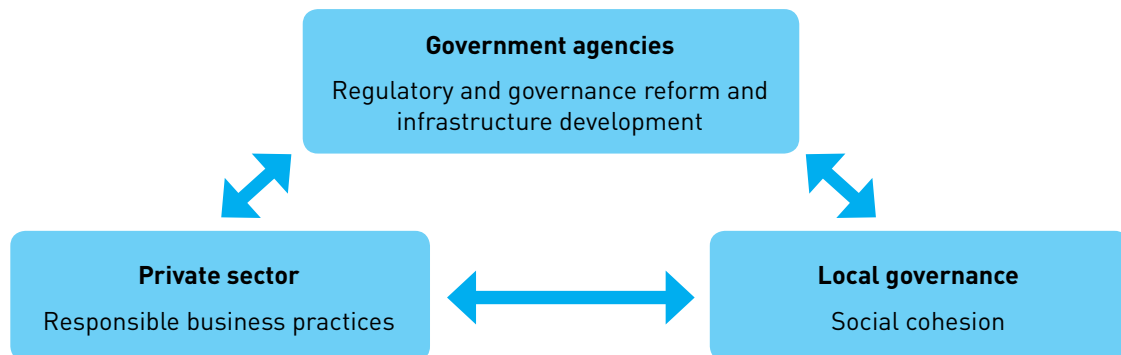 Government agencies
Regulatory and governance reform and
infrastructure development
Private sector
Responsible business practices
Local governance
Social cohesion